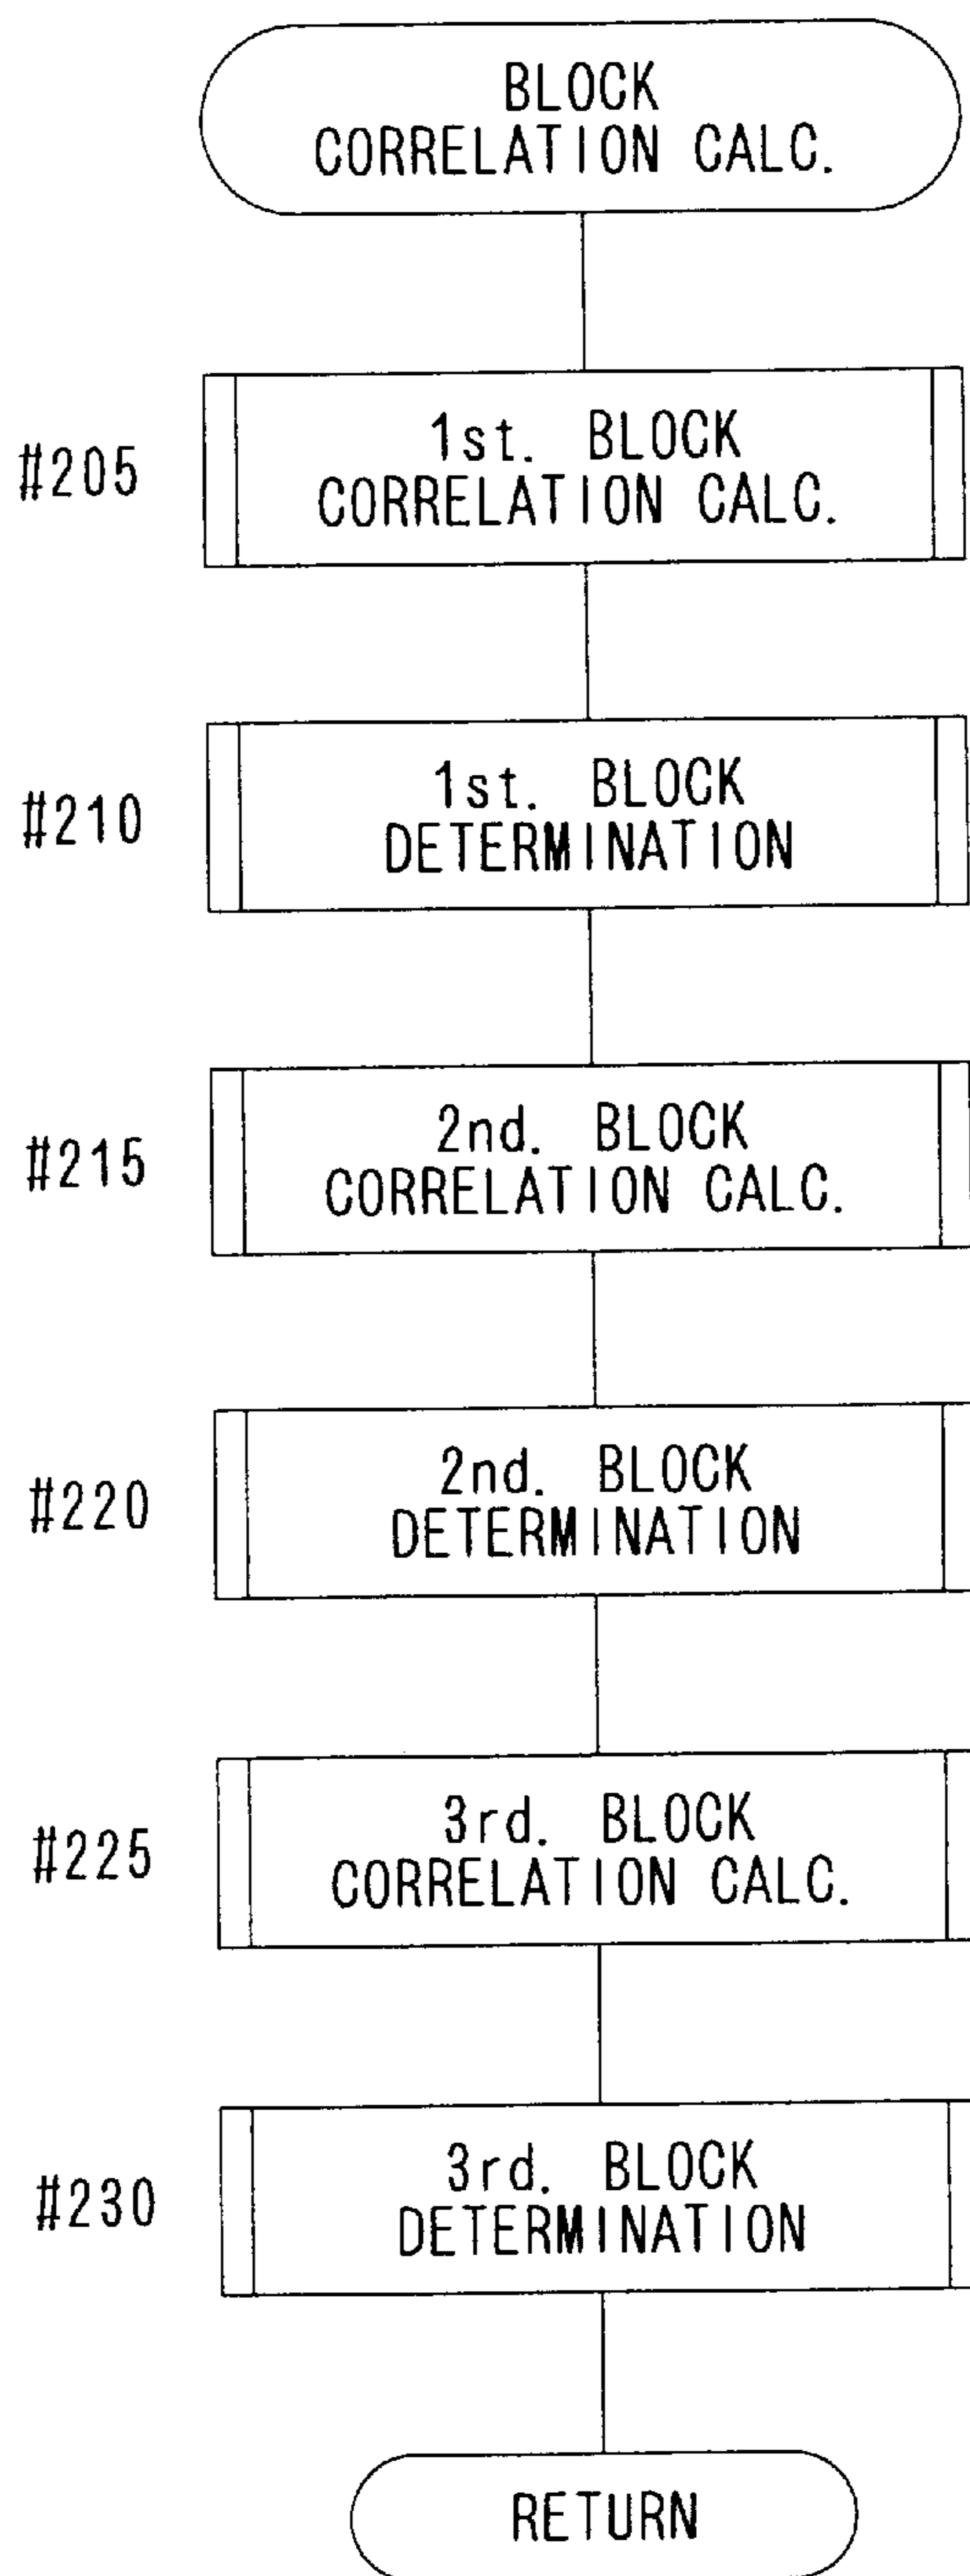 BLOCK
CORRELATION CALC.
#205
1st. BLOCK
CORRELATION CALC.
#210
1st. BLOCK
DETERMINATION
#215
2nd. BLOCK
CORRELATION CALC.
#220
2nd. BLOCK
DETERMINATION
#225
3rd. BLOCK
CORRELATION CALC.
#230
3rd. BLOCK
DETERMINATION
RETURN